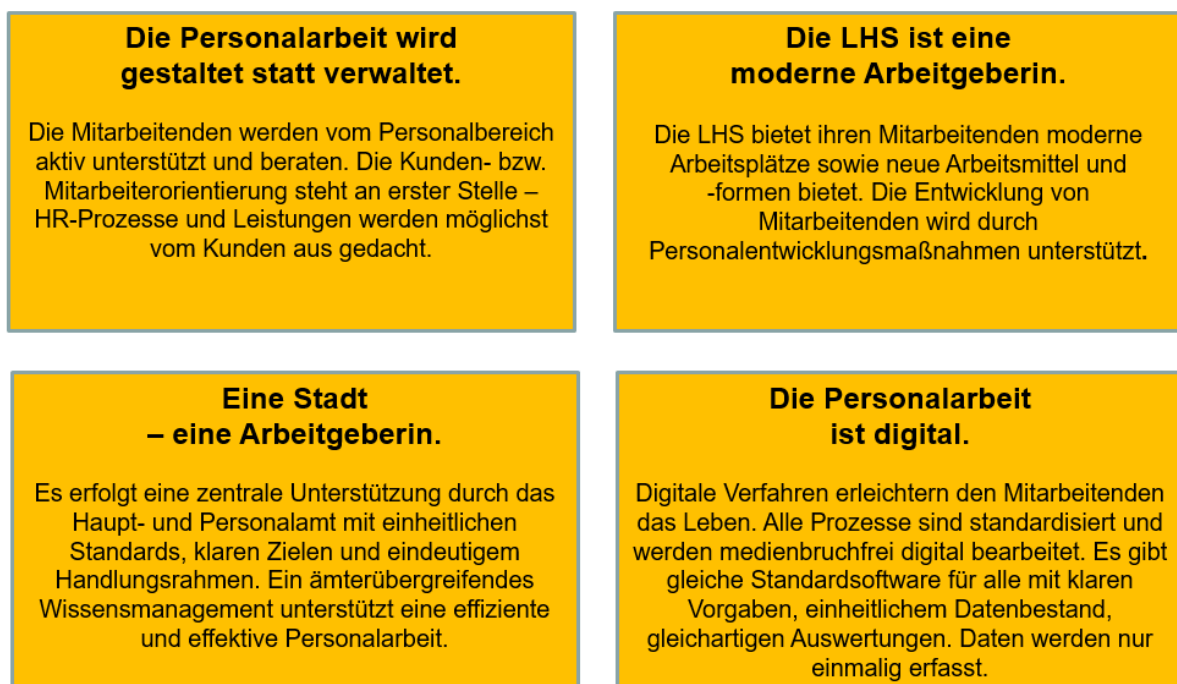 Die Personalarbeit wird
gestaltet statt verwaltet.
Die Mitarbeitenden werden vom Personalbereich
aktiv unterstützt und beraten. Die Kunden- bzw.
Mitarbeiterorientierung steht an erster Stelle –
HR-Prozesse und Leistungen werden möglichst
vom Kunden aus gedacht.
Die LHS ist eine
moderne Arbeitgeberin.
Die LHS bietet ihren Mitarbeitenden moderne
Arbeitsplätze sowie neue Arbeitsmittel und
-formen bietet. Die Entwicklung von
Mitarbeitenden wird durch
Personalentwicklungsmaßnahmen unterstützt.
Eine Stadt
– eine Arbeitgeberin.
Es erfolgt eine zentrale Unterstützung durch das
Haupt- und Personalamt mit einheitlichen
Standards, klaren Zielen und eindeutigem
Handlungsrahmen. Ein ämterübergreifendes
Wissensmanagement unterstützt eine effiziente
und effektive Personalarbeit.
Die Personalarbeit
ist digital.
Digitale Verfahren erleichtern den Mitarbeitenden
das Leben. Alle Prozesse sind standardisiert und
werden medienbruchfrei digital bearbeitet. Es gibt
gleiche Standardsoftware für alle mit klaren
Vorgaben, einheitlichem Datenbestand,
gleichartigen Auswertungen. Daten werden nur
einmalig erfasst.